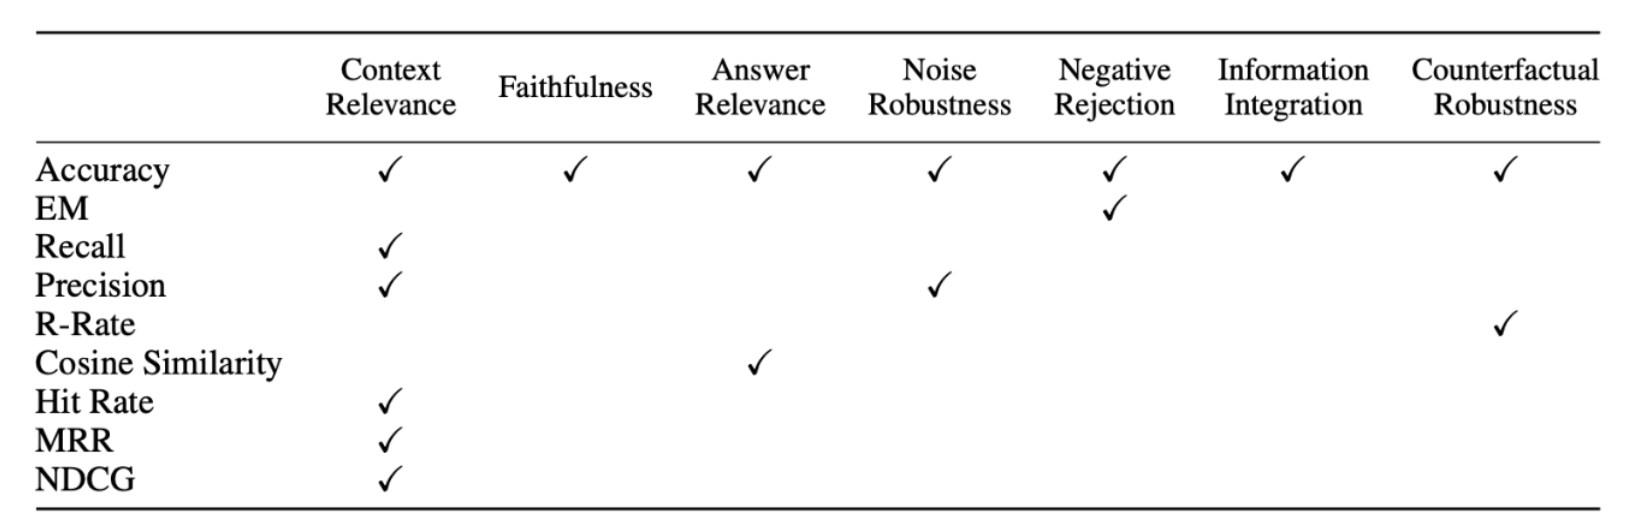 Context Relevance Faithfulness Answer Relevance Noise Robustness Negative Rejection Information Integration Counterfactual Robustness
Accuracy ✓ ✓ ✓ ✓ ✓ ✓ ✓
EM ✓
Recall ✓
Precision ✓ ✓
R-Rate ✓
Cosine Similarity ✓
Hit Rate ✓
MRR ✓
NDCG ✓